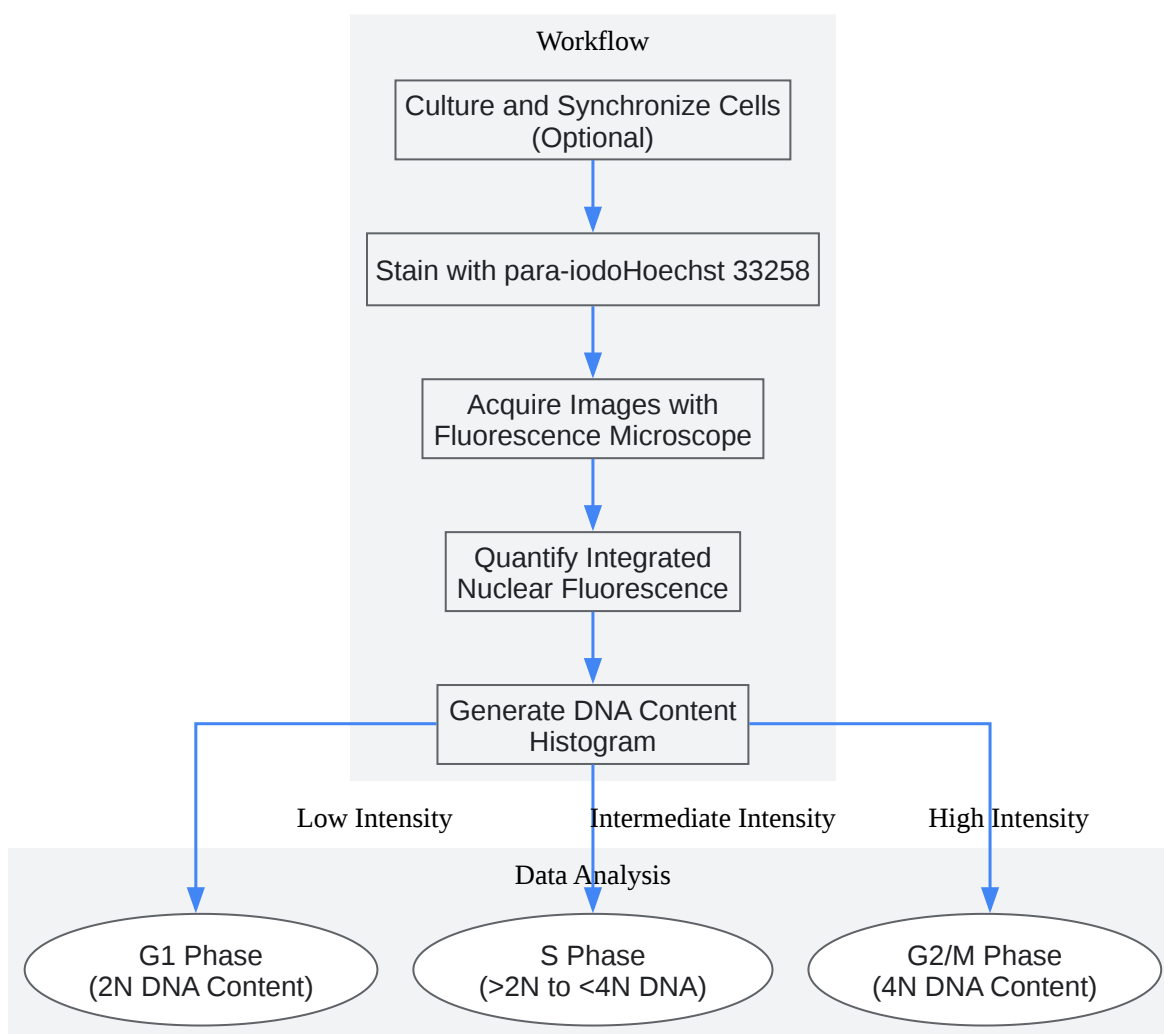 Workflow
Culture and Synchronize Cells
(Optional)
Stain with para-iodoHoechst 33258
Acquire Images with
Fluorescence Microscope
Quantify Integrated
Nuclear Fluorescence
Generate DNA Content
Histogram
Low Intensity
Intermediate Intensity
High Intensity
Data Analysis
G1 Phase
(2N DNA Content)
S Phase
(>2N to <4N DNA)
G2/M Phase
(4N DNA Content)